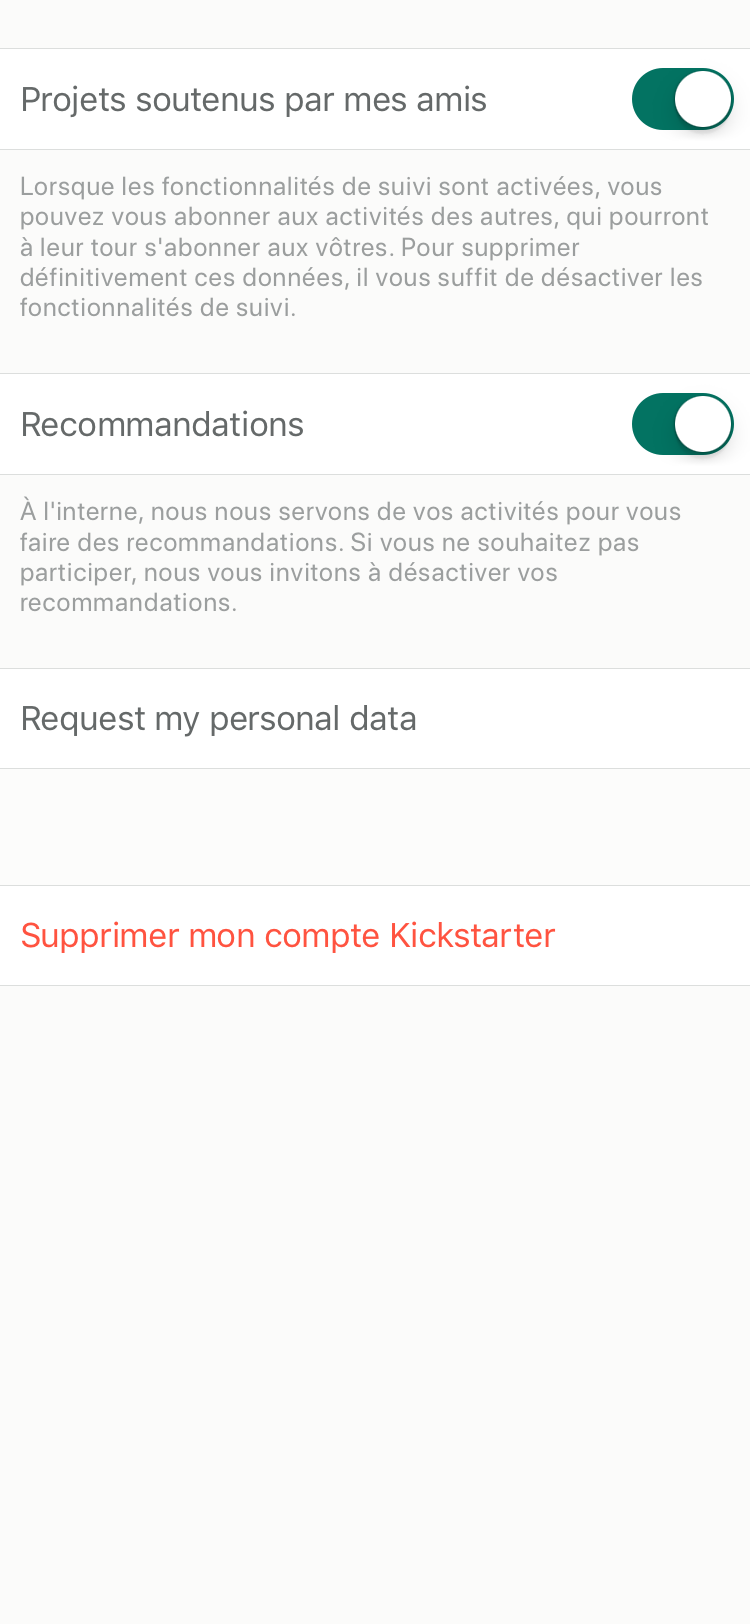 Projets soutenus par mes amis
Lorsque les fonctionnalités de suivi sont activées, vous
pouvez vous abonner aux activités des autres, qui pourront
à leur tour s'abonner aux vôtres. Pour supprimer
définitivement ces données, il vous suffit de désactiver les
fonctionnalités de suivi.
Recommandations
À l'interne, nous nous servons de vos activités pour vous
faire des recommandations. Si vous ne souhaitez pas
participer, nous vous invitons à désactiver vos
recommandations.
Request my personal data
Supprimer mon compte Kickstarter